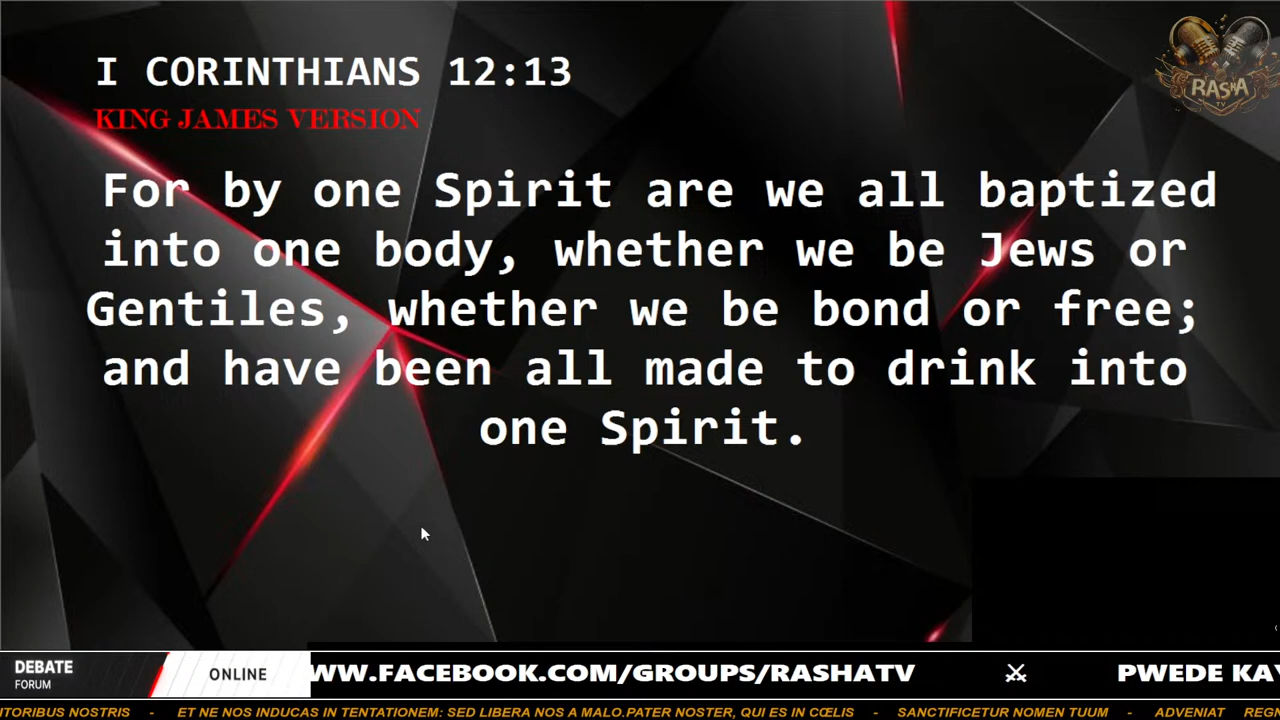 I CORINTHIANS 12:13
KING JAMES VERSION
For by one Spirit are we all baptized
into one body, whether we be Jews or
Gentiles, whether we be bond or free;
and have been all made to drink into
one Spirit.
RASHA
TV
DEBATE
FORUM
ONLINE
WW.FACEBOOK.COM/GROUPS/RASHATV ⚔ PWEDE KAY
ITORIBUS NOSTRIS - ET NE NOS INDUCAS IN TENTATIONEM: SED LIBERA NOS A MALO.PATER NOSTER, QUI ES IN CŒLIS - SANCTIFICETUR NOMEN TUUM - ADVENIAT REGN